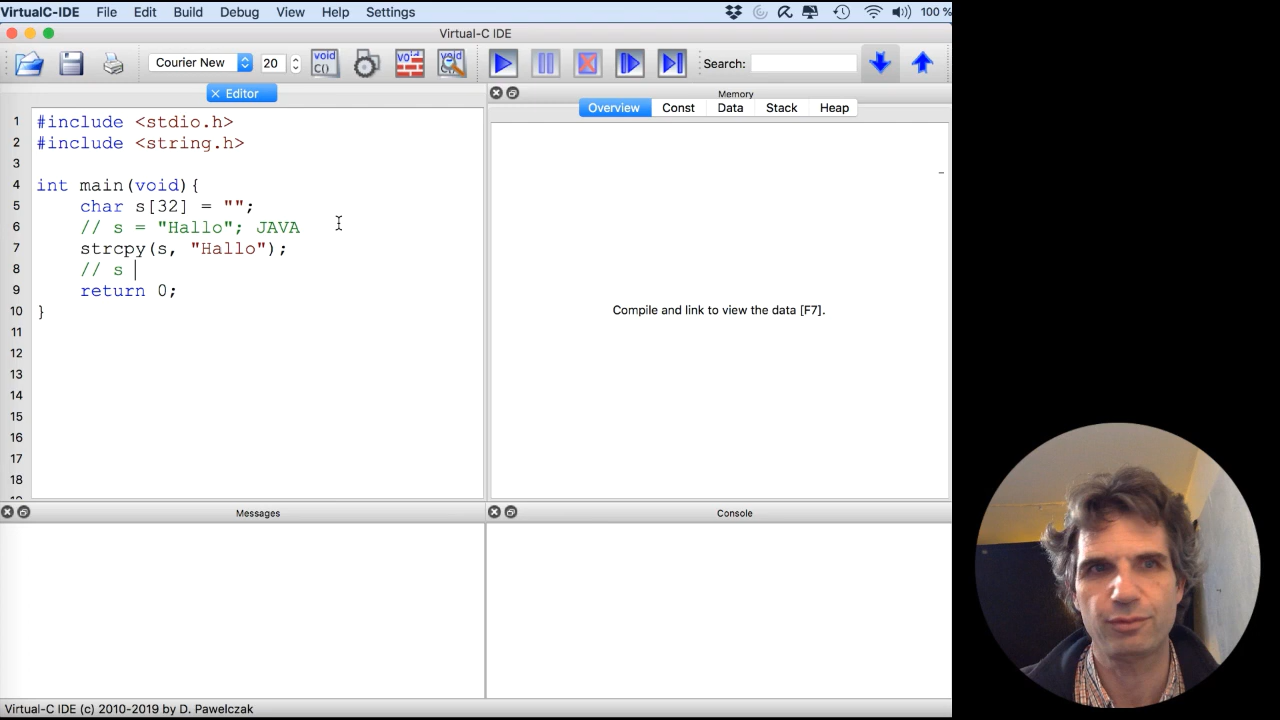 VirtualC-IDE File Edit Build Debug View Help Settings 100 %
Virtual-C IDE
Courier New 20 void C() void void Search:
Editor
Memory
Overview Const Data Stack Heap
1 #include <stdio.h>
2 #include <string.h>
3
4 int main(void){
5 char s[32] = "";
6 // s = "Hallo"; JAVA
7 strcpy(s, "Hallo");
8 // s
9 return 0;
10 }
11
12
13
14
15
16
17
18
Compile and link to view the data [F7].
Messages
Console
Virtual-C IDE (c) 2010-2019 by D. Pawelczak